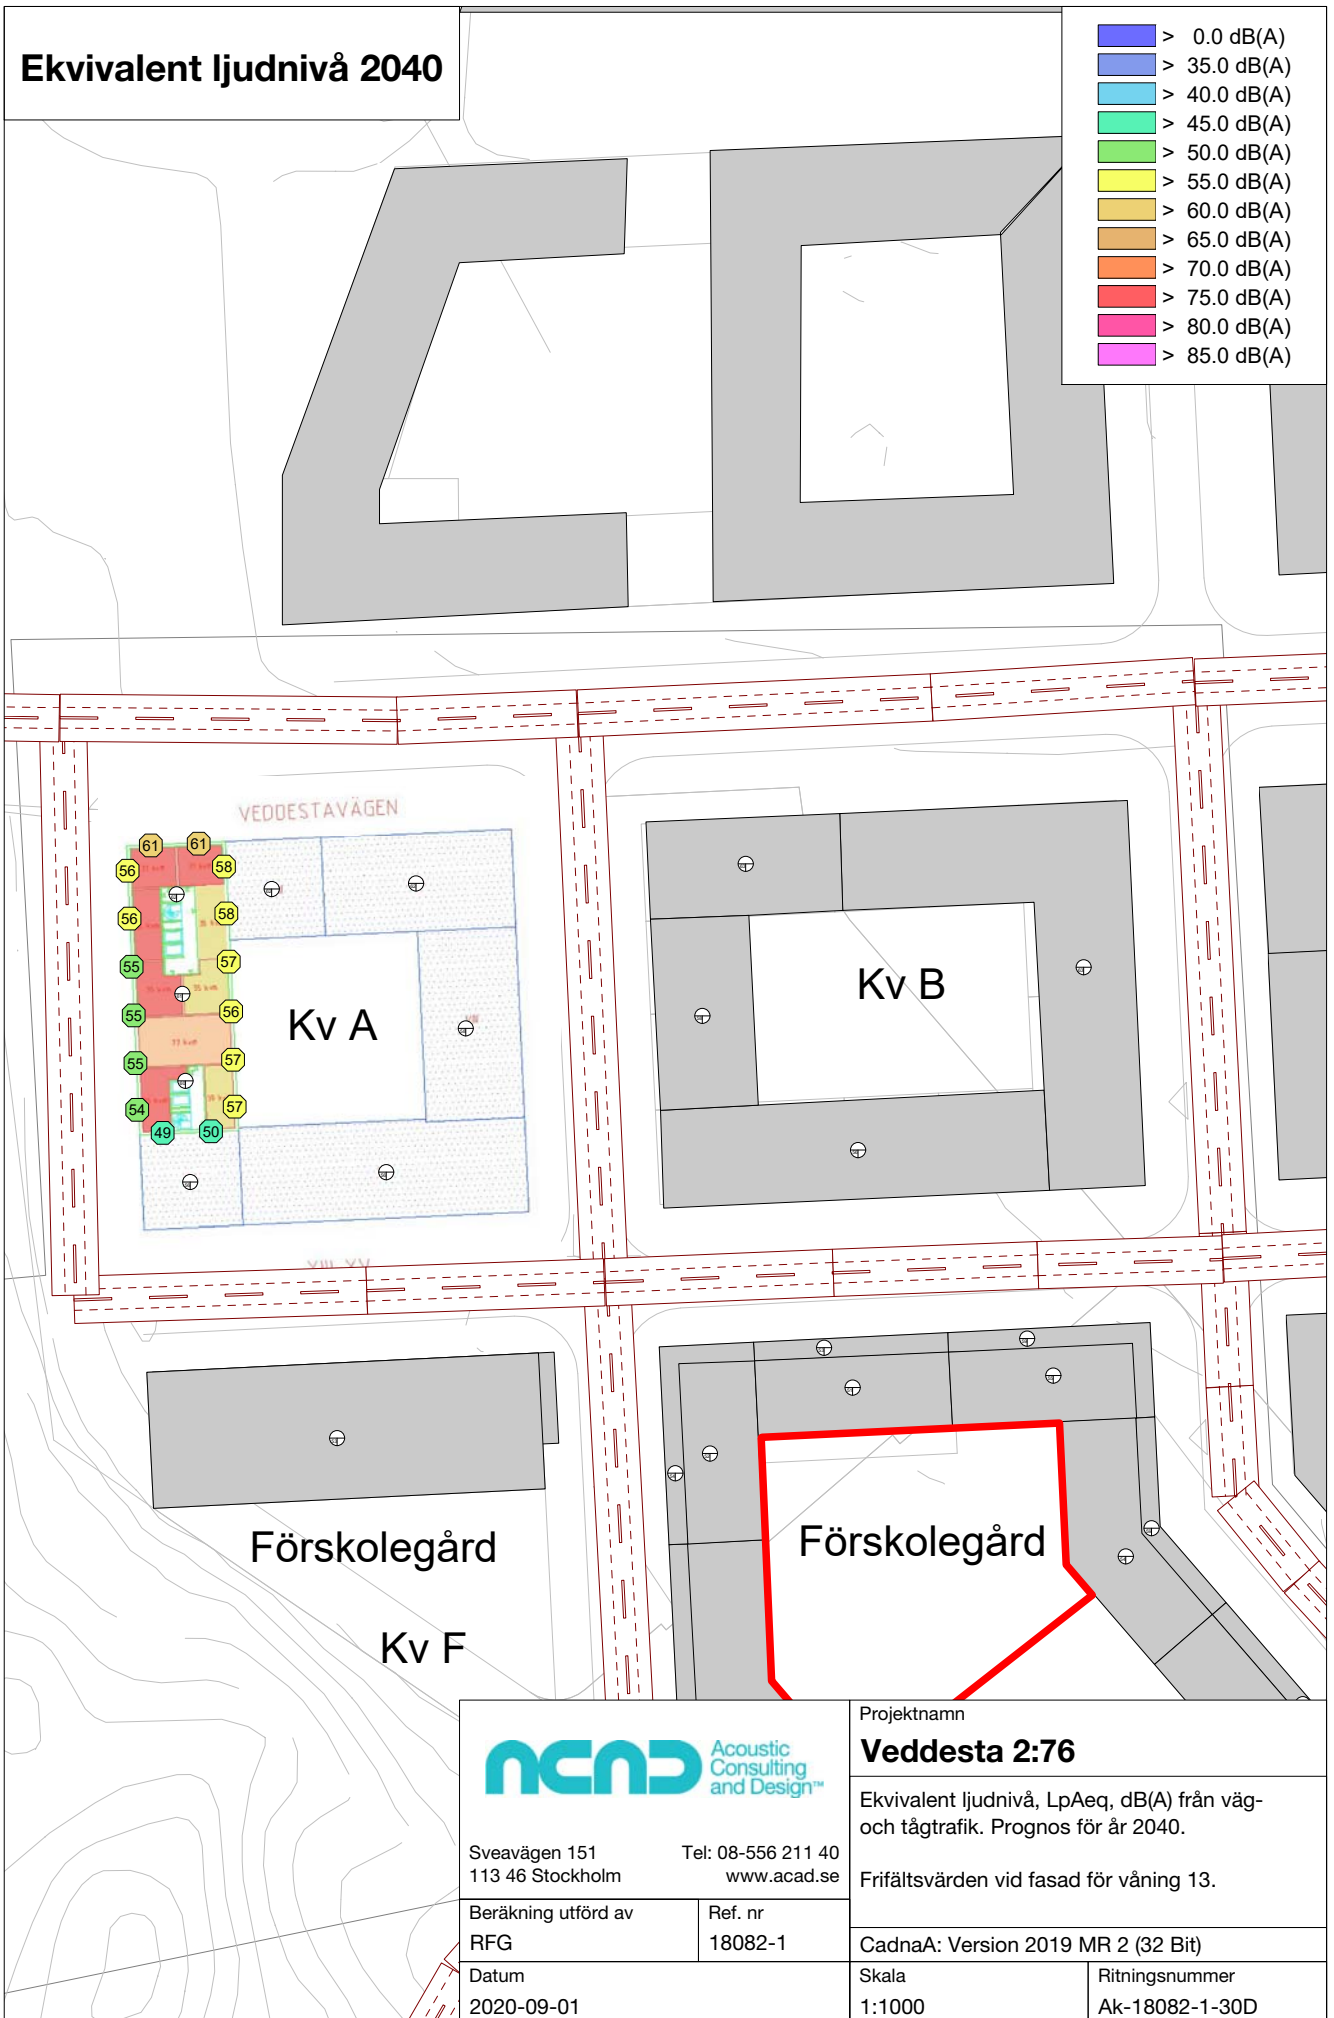 Ekvivalent ljudnivå 2040
> 0.0 dB(A)
> 35.0 dB(A)
> 40.0 dB(A)
> 45.0 dB(A)
> 50.0 dB(A)
> 55.0 dB(A)
> 60.0 dB(A)
> 65.0 dB(A)
> 70.0 dB(A)
> 75.0 dB(A)
> 80.0 dB(A)
> 85.0 dB(A)
VEDDESTAVÄGEN
61 61
56 58
56 58
55 57
55 56
55 57
54 57
49 50
Kv A
Kv B
Förskolegård
Kv F
Förskolegård
ACAD
Acoustic
Consulting
and Design™
Sveavägen 151
113 46 Stockholm
Tel: 08-556 211 40
www.acad.se
Beräkning utförd av
RFG
Ref. nr
18082-1
Datum
2020-09-01
Projektnamn
Veddesta 2:76
Ekvivalent ljudnivå, LpAeq, dB(A) från väg-
och tågtrafik. Prognos för år 2040.
Frifältsvärden vid fasad för våning 13.
CadnaA: Version 2019 MR 2 (32 Bit)
Skala
1:1000
Ritningsnummer
Ak-18082-1-30D